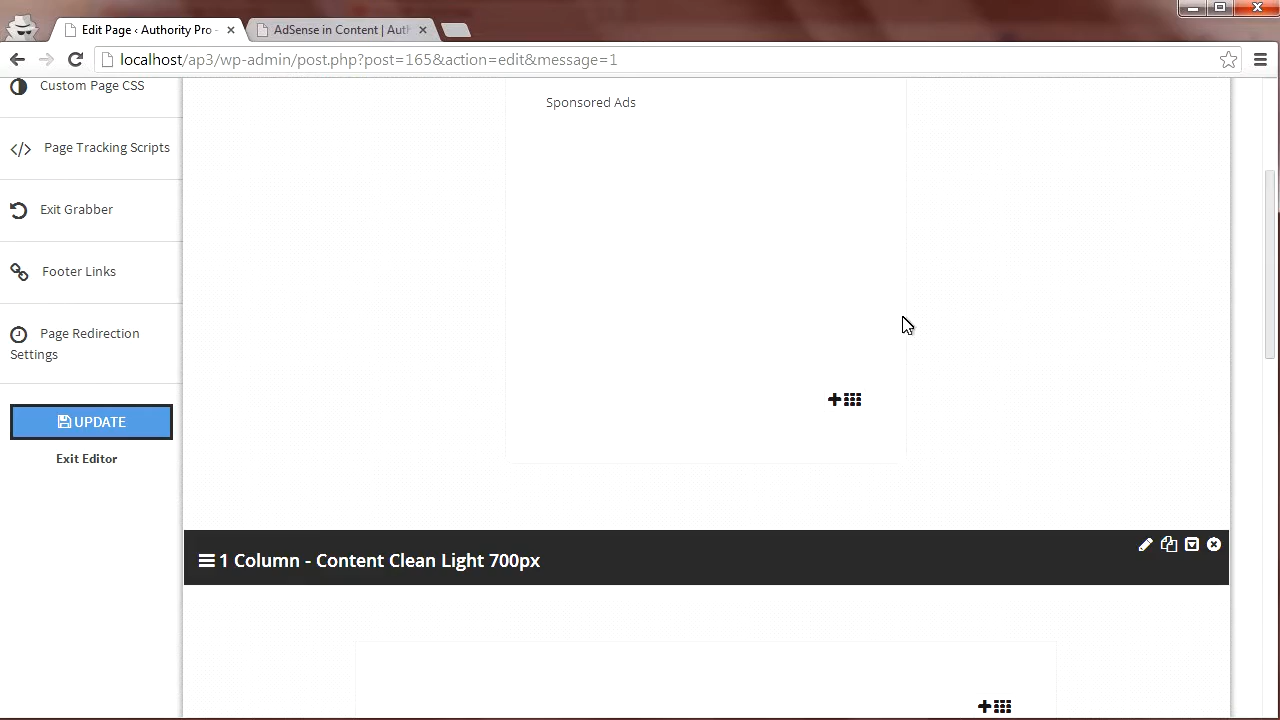 Edit Page ‹ Authority Pro -
AdSense in Content | Auth
localhost/ap3/wp-admin/post.php?post=165&action=edit&message=1
Custom Page CSS
Page Tracking Scripts
Exit Grabber
Footer Links
Page Redirection
Settings
UPDATE
Exit Editor
Sponsored Ads
1 Column - Content Clean Light 700px